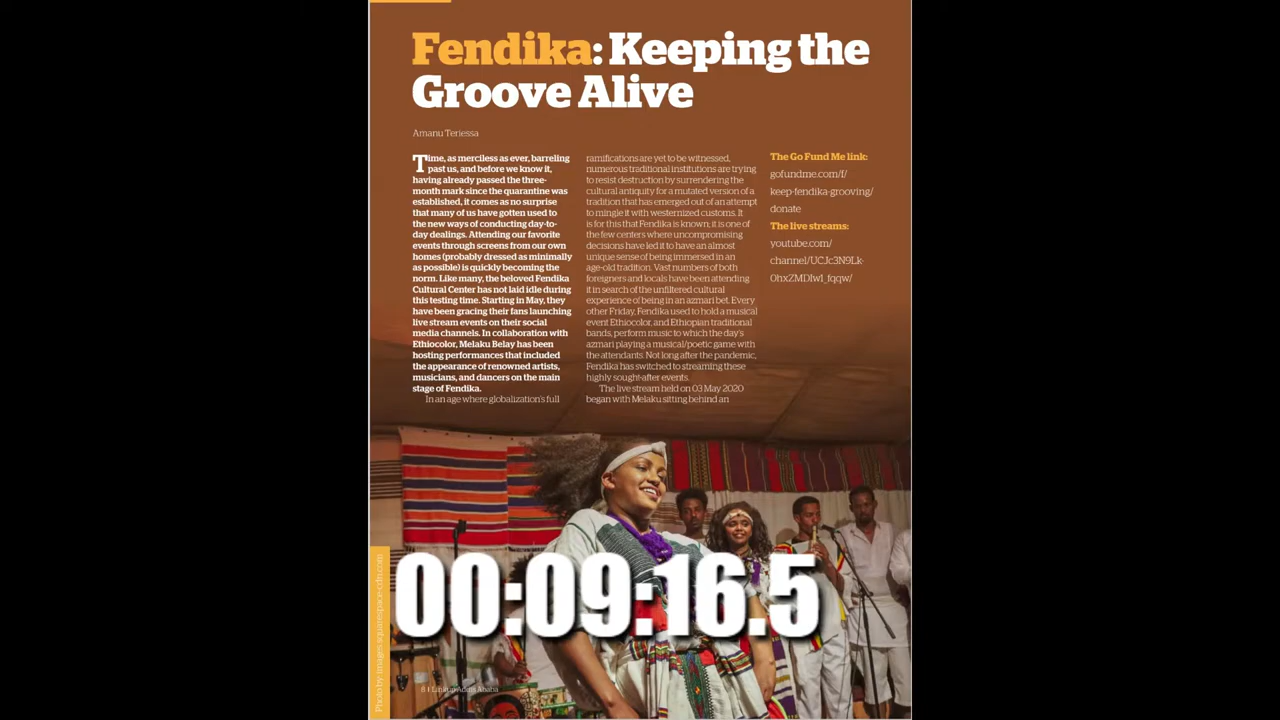 Fendika: Keeping the
Groove Alive
Amanu Teriessa
Time, as merciless as ever, barreling
past us, and before we know it,
having already passed the three-
month mark since the quarantine was
established, it comes as no surprise
that many of us have gotten used to
the new ways of conducting day-to-
day dealings. Attending our favorite
events through screens from our own
homes (probably dressed as minimally
as possible) is quickly becoming the
norm. Like many, the beloved Fendika
Cultural Center has not laid idle during
this testing time. Starting in May, they
have been gracing their fans launching
live stream events on their social
media channels. In collaboration with
Ethiocolor, Melaku Belay has been
hosting performances that included
the appearance of renowned artists,
musicians, and dancers on the main
stage of Fendika.
In an age where globalization's full
ramifications are yet to be witnessed,
numerous traditional institutions are trying
to resist destruction by surrendering the
cultural antiquity for a mutated version of a
tradition that has emerged out of an attempt
to mingle it with westernized customs. It
is for this that Fendika is known; it is one of
the few centers where uncompromising
decisions have led it to have an almost
unique sense of being immersed in an
age-old tradition. Vast numbers of both
foreigners and locals have been attending
it in search of the unfiltered cultural
experience of being in an azmari bet. Every
other Friday, Fendika used to hold a musical
event Ethiocolor, and Ethiopian traditional
bands, perform music to which the day's
azmari playing a musical/poetic game with
the attendants. Not long after the pandemic,
Fendika has switched to streaming these
highly sought-after events.
The live stream held on 03 May 2020
began with Melaku sitting behind an
The Go Fund Me link:
gofundme.com/f/
keep-fendika-grooving/
donate
The live streams:
youtube.com/
channel/UCJc3N9Lk-
0hxZMDIw1_fqqw/
00:09:16.5
Photo by: images.squarespace-cdn.com
8 | Linkup Addis Ababa